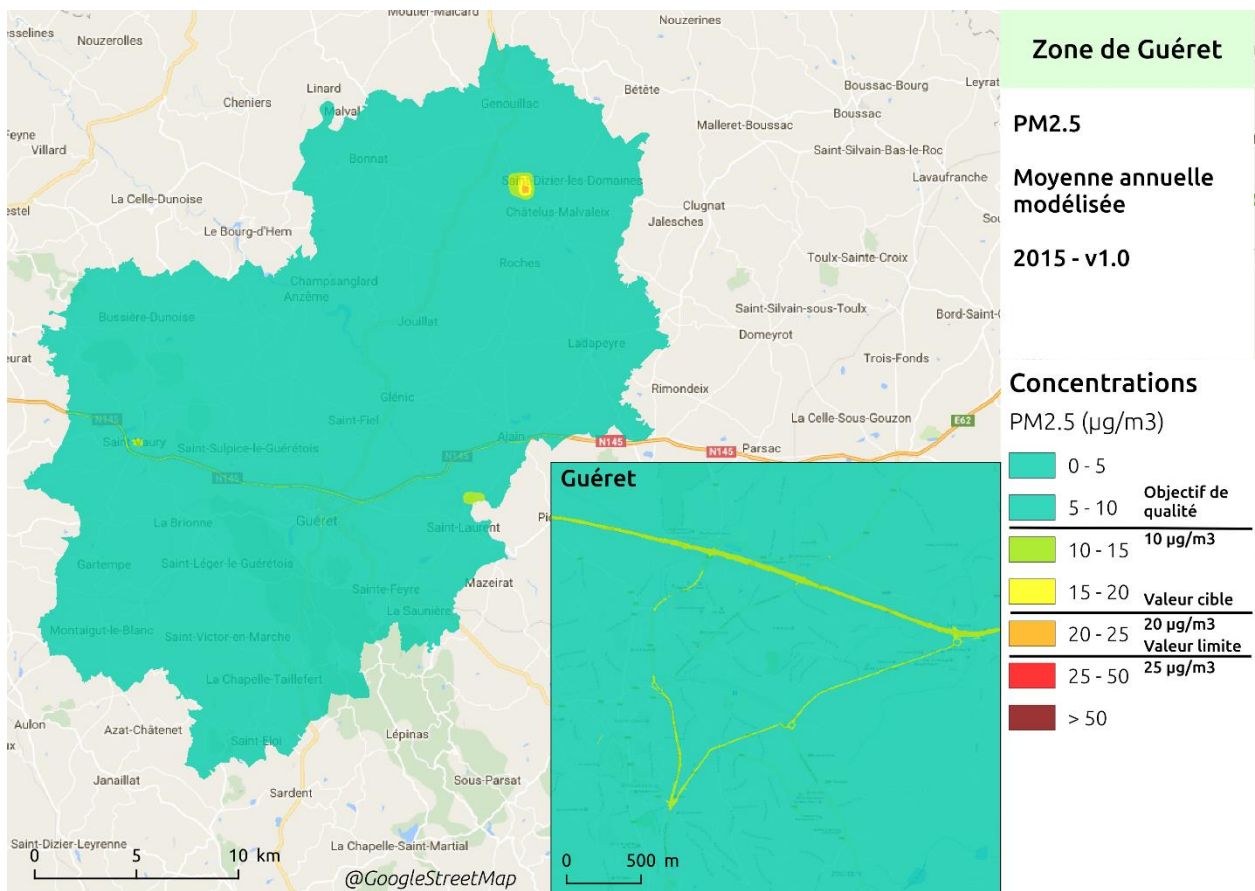 Moutier-Malcard
Nouzerines
Nouzerolles
Linard
Malval
Genouillac
Bétête
Boussac-Bourg
Cheniers
Boussac
Malleret-Boussac
Villard
Bonnat
Saint-Silvain-Bas-le-Roc
Saint-Dizier-les-Domaines
Lavaufranche
La Celle-Dunoise
Châtelus-Malvaleix
Clugnat
Jalesches
Le Bourg-d'Hem
Roches
Toulx-Sainte-Croix
Champsanglard
Anzême
Bussière-Dunoise
Jouillat
Saint-Silvain-sous-Toulx
Domeyrot
Ladapeyre
Trois-Fonds
Rimondeix
Glénic
Saint-Fiel
La Celle-Sous-Gouzon
E62
N145
Ajain
N145
Parsac
Saint-Sulpice-le-Guérétois
N145
N145
N145
La Brionne
Guéret
Saint-Laurent
Gartempe
Saint-Léger-le-Guérétois
Sainte-Feyre
Mazeirat
La Saunière
Montaigut-le-Blanc
Saint-Victor-en-Marche
La Chapelle-Taillefert
Aulon
Azat-Châtenet
Saint-Eloi
Lépinas
Janaillat
Sous-Parsat
Sardent
Saint-Dizier-Leyrenne
La Chapelle-Saint-Martial
0 5 10 km
@GoogleStreetMap
Guéret
0 500 m
Zone de Guéret
PM2.5
Moyenne annuelle
modélisée
2015 - v1.0
Concentrations
PM2.5 (µg/m3)
0 - 5
5 - 10 Objectif de
qualité
10 - 15 10 µg/m3
15 - 20 Valeur cible
20 - 25 20 µg/m3
Valeur limite
25 - 50 25 µg/m3
> 50